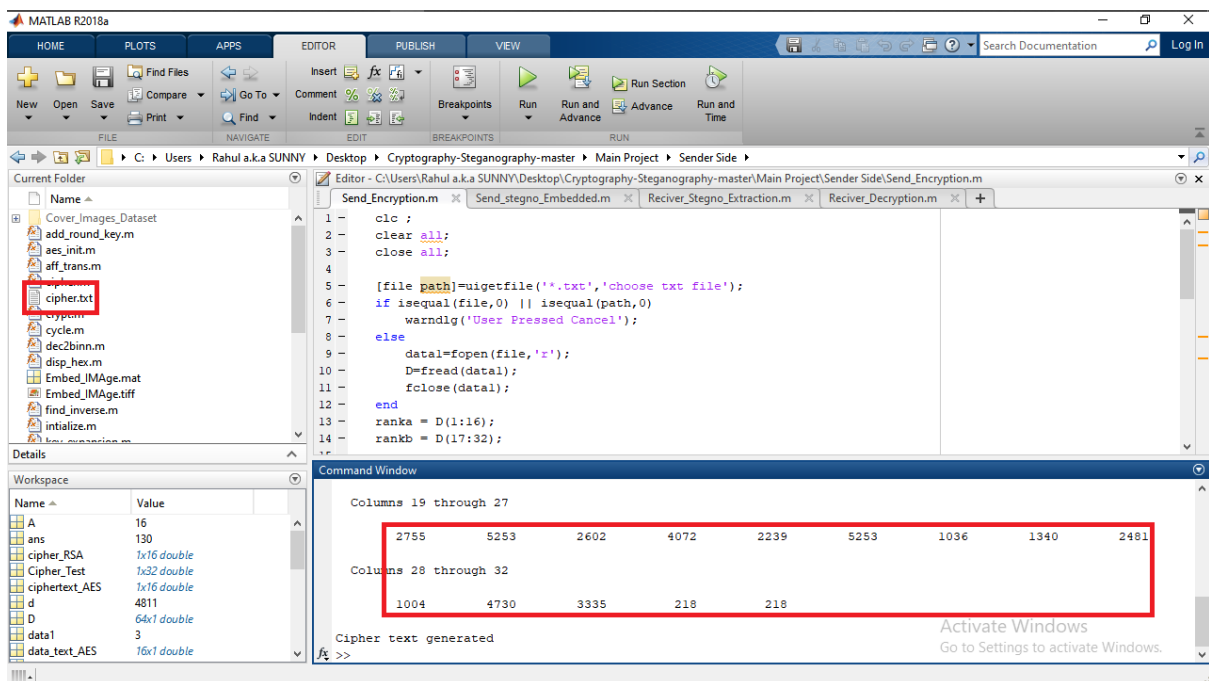 MATLAB R2018a
HOME PLOTS APPS EDITOR PUBLISH VIEW Search Documentation Log In
New Open Save Find Files Compare Print Go To Find Insert fx Comment Indent Breakpoints Run Run and Advance Run Section Advance Run and Time
FILE NAVIGATE EDIT BREAKPOINTS RUN
C: Users Rahul a.k.a SUNNY Desktop Cryptography-Steganography-master Main Project Sender Side
Current Folder
Name
Cover_Images_Dataset
add_round_key.m
aes_init.m
aff_trans.m
cipher.txt
cycle.m
dec2binn.m
disp_hex.m
Embed_IMAge.mat
Embed_IMAge.tiff
find_inverse.m
intialize.m
key_expansion.m
Details
Workspace
Name Value
A 16
ans 130
cipher_RSA 1x16 double
Cipher_Test 1x32 double
ciphertext_AES 1x16 double
d 4811
D 64x1 double
data1 3
data_text_AES 16x1 double
Editor - C:\Users\Rahul a.k.a SUNNY\Desktop\Cryptography-Steganography-master\Main Project\Sender Side\Send_Encryption.m
Send_Encryption.m Send_stegno_Embedded.m Reciver_Stegno_Extraction.m Reciver_Decryption.m +
1 - clc ;
2 - clear all;
3 - close all;
4
5 - [file path]=uigetfile('*.txt','choose txt file');
6 - if isequal(file,0) || isequal(path,0)
7 - warndlg('User Pressed Cancel');
8 - else
9 - data1=fopen(file,'r');
10 - D=fread(data1);
11 - fclose(data1);
12 - end
13 - ranka = D(1:16);
14 - rankb = D(17:32);
Command Window
Columns 19 through 27
2755 5253 2602 4072 2239 5253 1036 1340 2481
Columns 28 through 32
1004 4730 3335 218 218
Cipher text generated
fx >>
Activate Windows
Go to Settings to activate Windows.